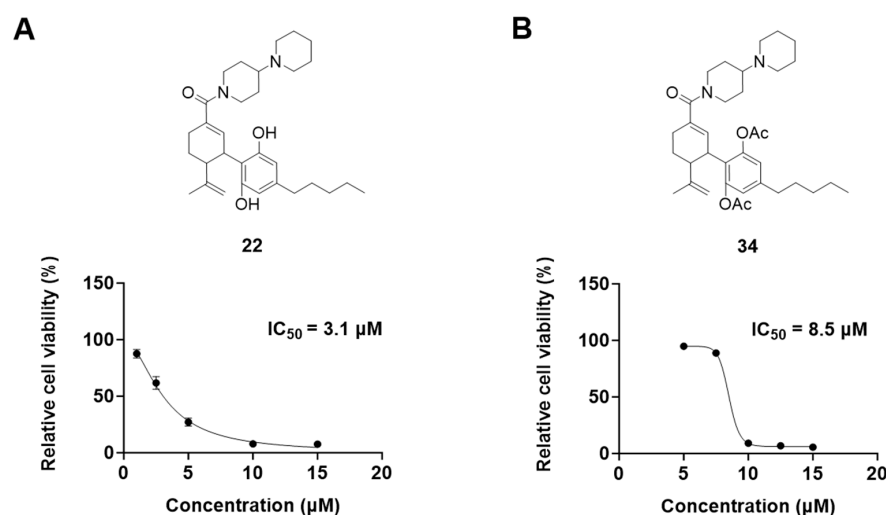 A
N
N
O
OH
OH
22
150
100
50
0
0
5
10
15
20
Relative cell viability (%)
Concentration (µM)
IC50 = 3.1 µM
B
N
N
O
OAc
OAc
34
150
100
50
0
0
5
10
15
20
Relative cell viability (%)
Concentration (µM)
IC50 = 8.5 µM